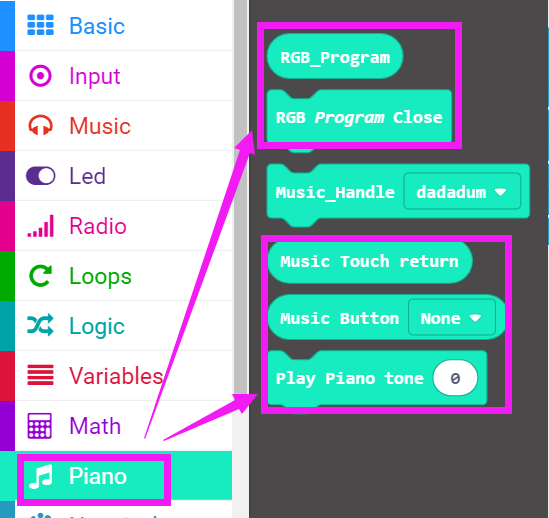 Basic
Input
Music
Led
Radio
Loops
Logic
Variables
Math
Piano
RGB_Program
RGB Program Close
Music_Handle dadadum
Music Touch return
Music Button None
Play Piano tone 0